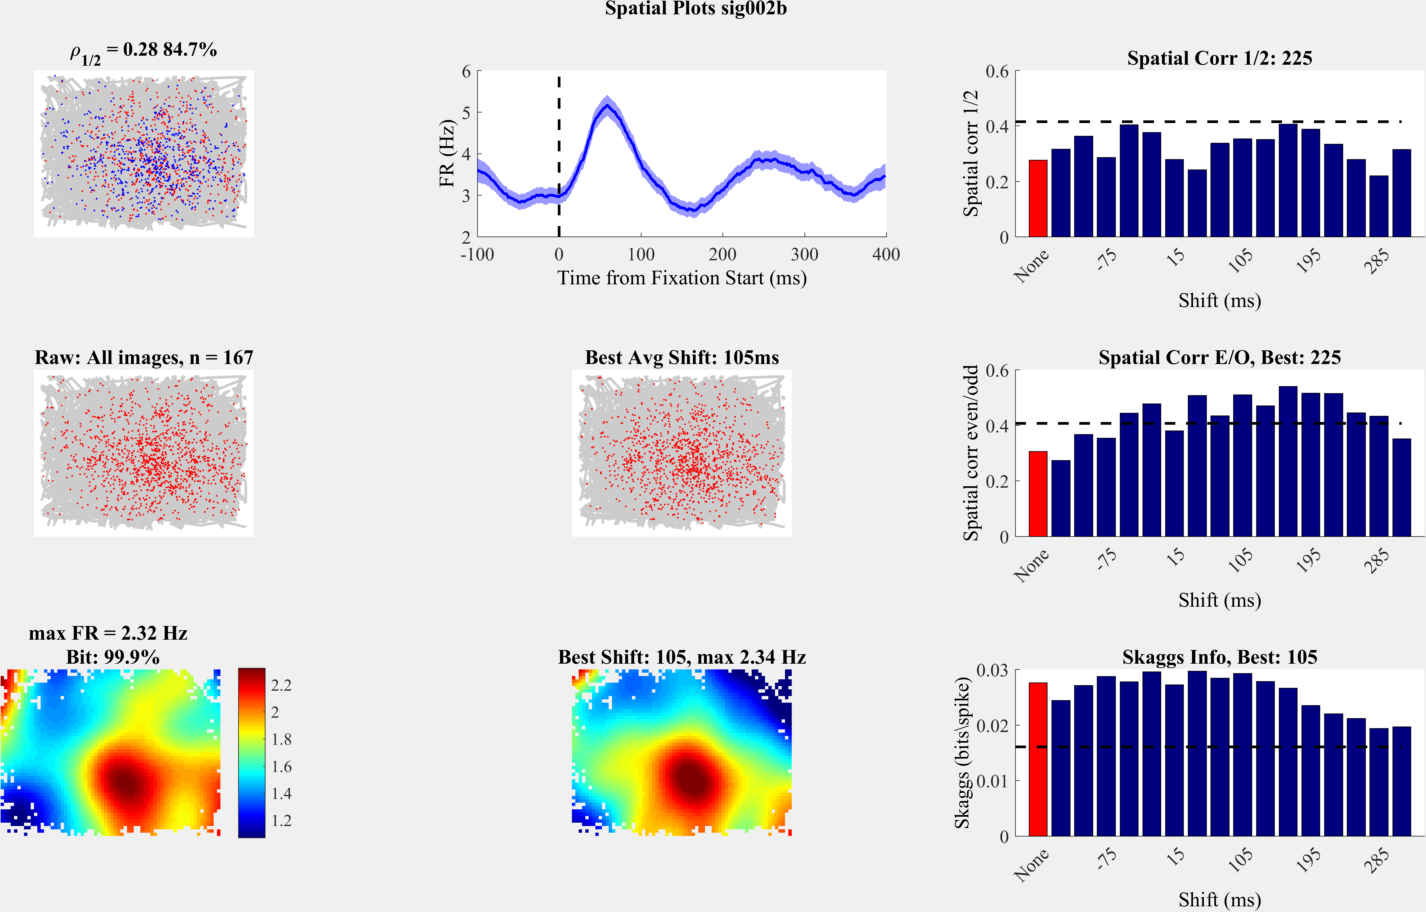 Spatial Plots sig002b
ρ1/2 = 0.28 84.7%
6
5
4
3
2
FR (Hz)
-100
0
100
200
300
400
Time from Fixation Start (ms)
Spatial Corr 1/2: 225
0.6
0.4
0.2
0
Spatial corr 1/2
None
-75
15
105
195
285
Shift (ms)
Raw: All images, n = 167
Best Avg Shift: 105ms
Spatial Corr E/O, Best: 225
0.6
0.4
0.2
0
Spatial corr even/odd
None
-75
15
105
195
285
Shift (ms)
max FR = 2.32 Hz
Bit: 99.9%
2.2
2
1.8
1.6
1.4
1.2
Best Shift: 105, max 2.34 Hz
Skaggs Info, Best: 105
0.03
0.02
0.01
0
Skaggs (bits\spike)
None
-75
15
105
195
285
Shift (ms)